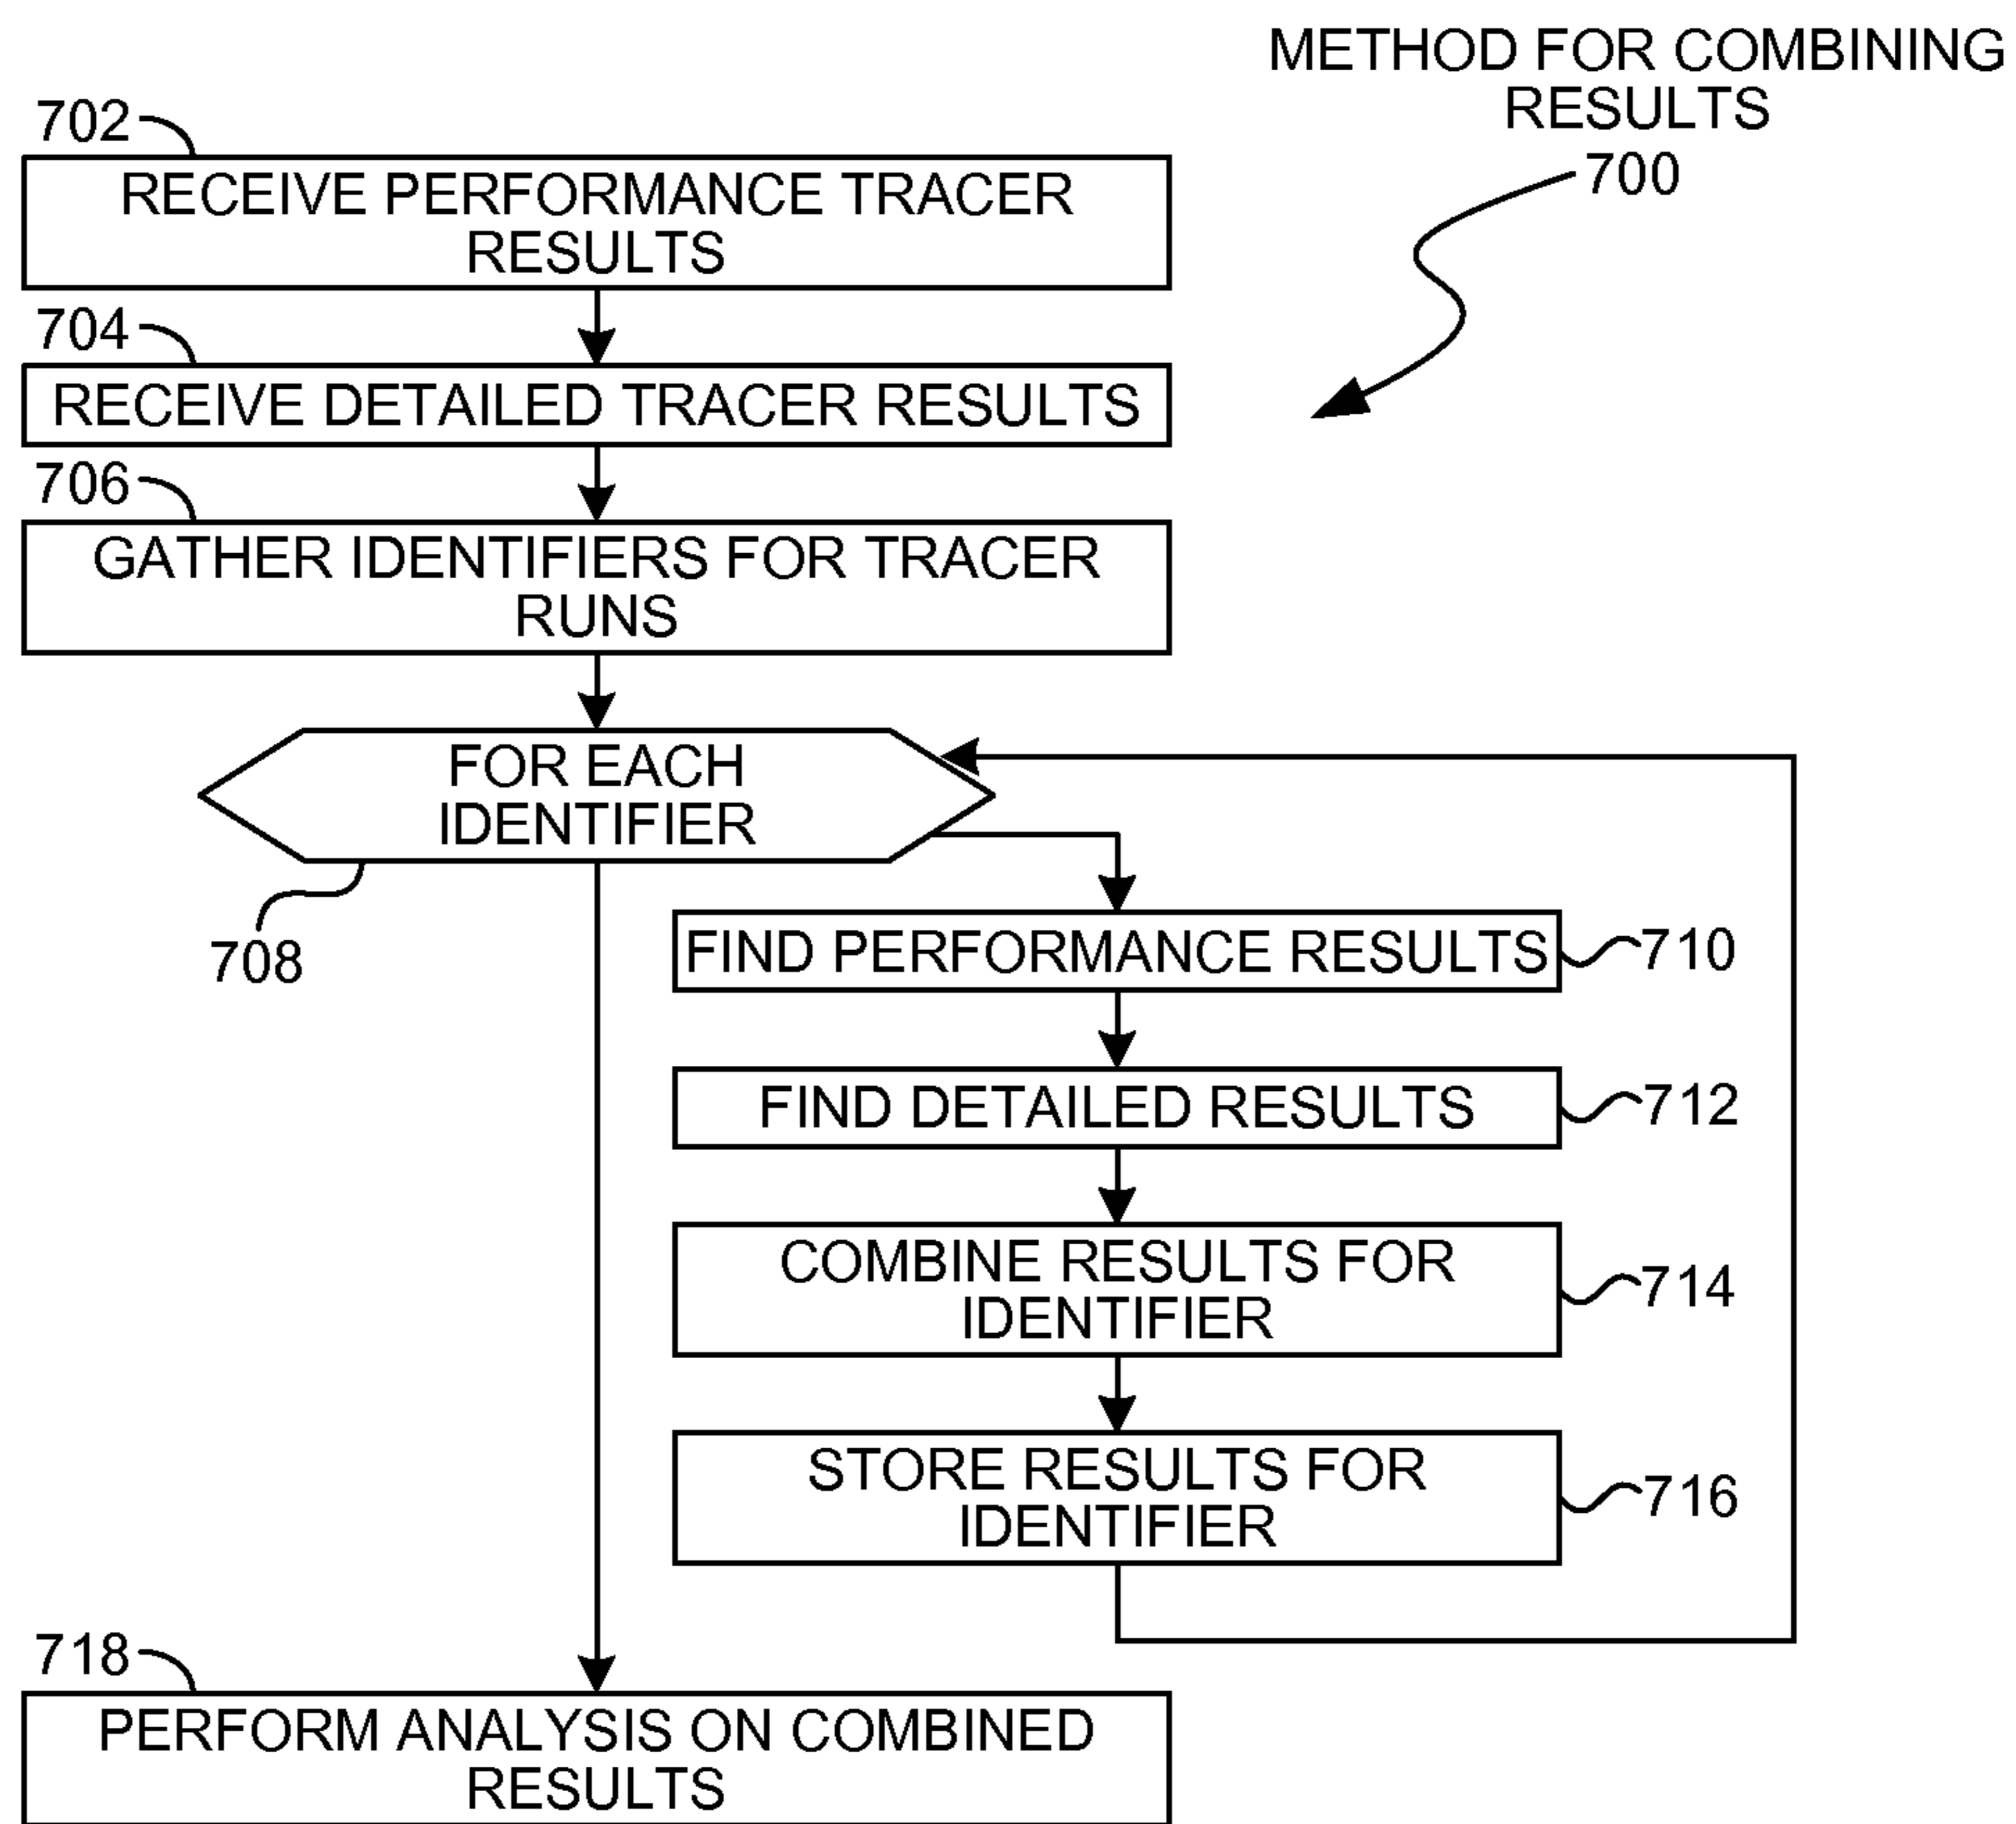 METHOD FOR COMBINING
RESULTS
700
702
RECEIVE PERFORMANCE TRACER
RESULTS
704
RECEIVE DETAILED TRACER RESULTS
706
GATHER IDENTIFIERS FOR TRACER
RUNS
FOR EACH
IDENTIFIER
708
FIND PERFORMANCE RESULTS
710
FIND DETAILED RESULTS
712
COMBINE RESULTS FOR
IDENTIFIER
714
STORE RESULTS FOR
IDENTIFIER
716
718
PERFORM ANALYSIS ON COMBINED
RESULTS